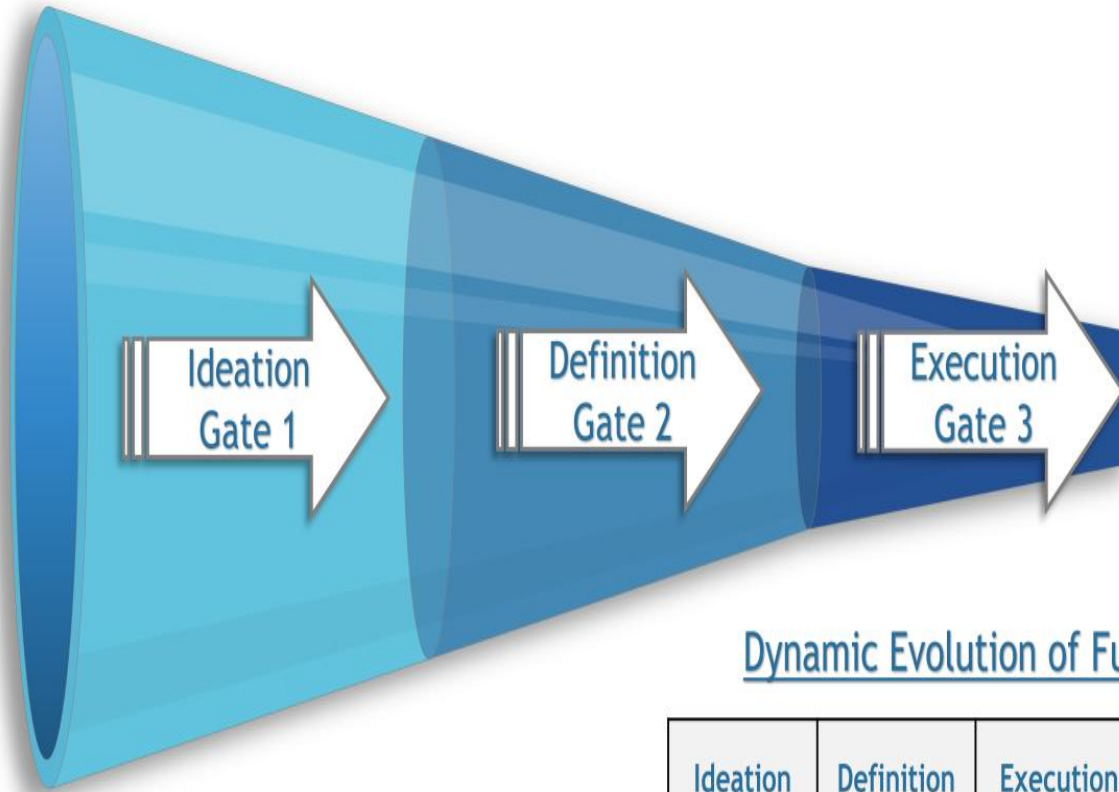 Ideation
Gate 1
Definition
Gate 2
Execution
Gate 3
Dynamic Evolution of
Ideation Definition Execution